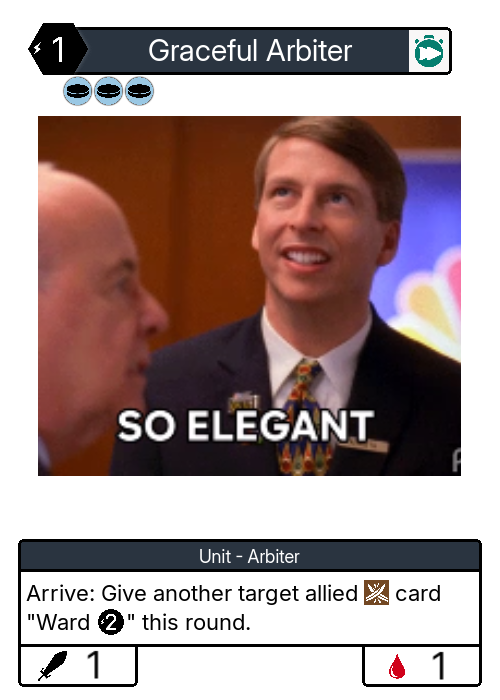 1 Graceful Arbiter
SO ELEGANT
Unit - Arbiter
Arrive: Give another target allied card
"Ward 2" this round.
1 1